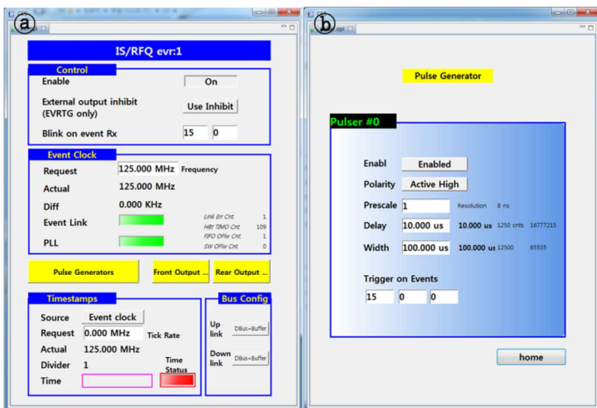 a
IS/RFQ evr:1
Control
Enable
On
External output inhibit
(EVRTG only)
Use Inhibit
Blink on event Rx
15
0
Event Clock
Request
125.000 MHz
Frequency
Actual
125.000 MHz
Diff
0.000 KHz
Event Link
Link Err Cnt
1
HBt TIMO Cnt
109
PLL
FIFO OFlw Cnt
1
SW OFlw Cnt
0
Pulse Generators
Front Output ...
Rear Output ...
Timestamps
Source
Event clock
Request
0.000 MHz
Tick Rate
Actual
125.000 MHz
Divider
1
Time
Status
Time
Bus Config
Up
link
DBus+Buffer
Down
link
DBus+Buffer
b
Pulse Generator
Pulser #0
Enabl
Enabled
Polarity
Active High
Prescale
1
Resolution
8 ns
Delay
10.000 us
10.000 us
1250 cnts
16777215
Width
100.000 us
100.000 us
12500
65535
Trigger on Events
15
0
0
home